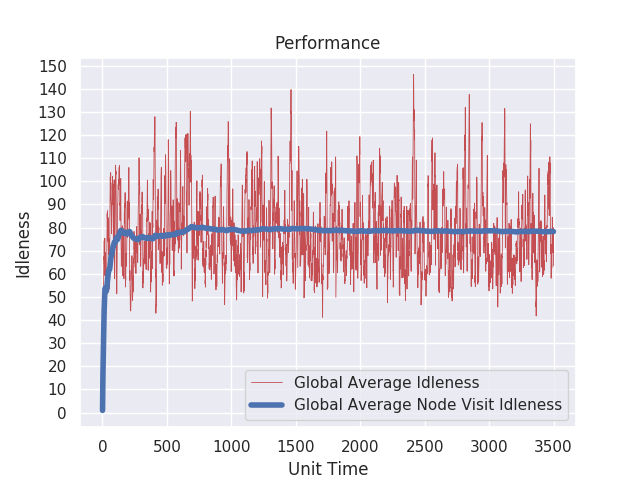 Performance
150
140
130
120
110
100
90
80
70
60
50
40
30
20
10
0
Idleness
Global Average Idleness
Global Average Node Visit Idleness
0 500 1000 1500 2000 2500 3000 3500
Unit Time